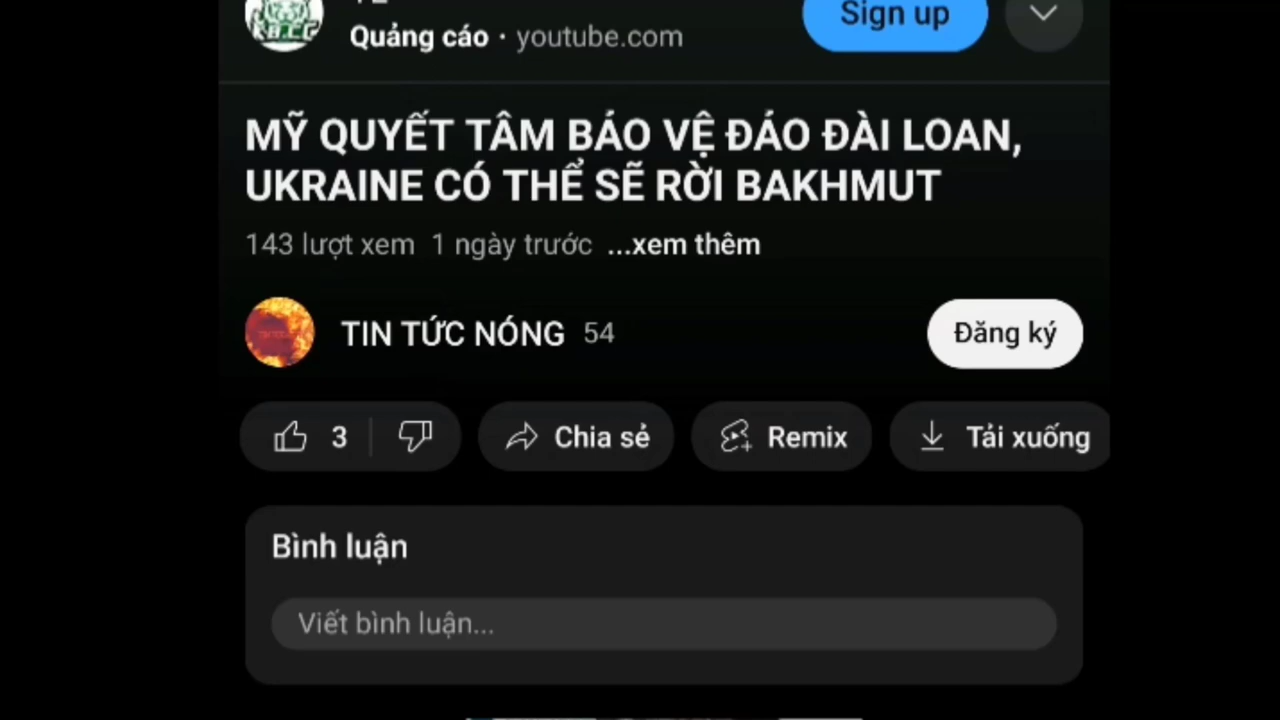 Sign up
Quảng cáo · youtube.com
MỸ QUYẾT TÂM BẢO VỆ ĐẢO ĐÀI LOAN,
UKRAINE CÓ THỂ SẼ RỜI BAKHMUT
143 lượt xem 1 ngày trước ...xem thêm
TIN TỨC NÓNG 54
Đăng ký
3 Chia sẻ Remix Tải xuống
Bình luận
Viết bình luận...